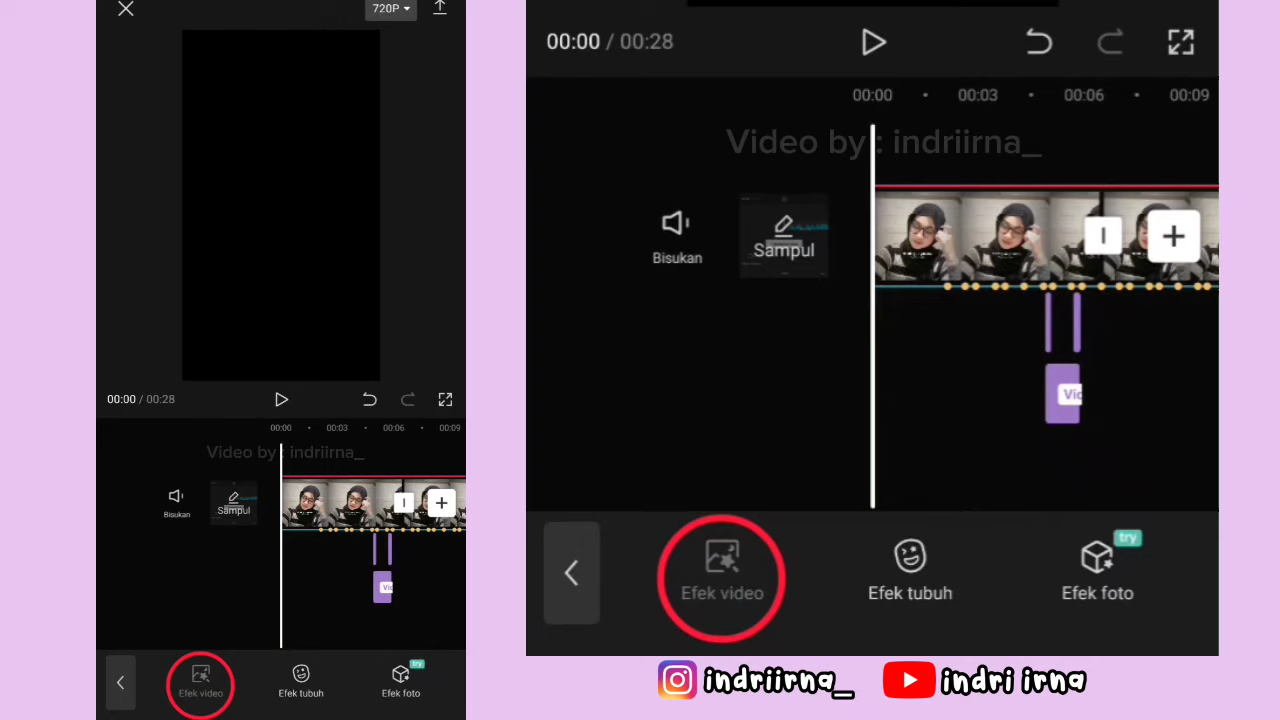 720P
00:00 / 00:28
00:00 00:03 00:06 00:09
Video by : indriirna_
Bisukan
Sampul
Vid
Efek video
Efek tubuh
try
Efek foto
00:00 / 00:28
00:00 00:03 00:06 00:09
Video by : indriirna_
Bisukan
Sampul
Efek video
Efek tubuh
try
Efek foto
indriirna_
indri irna